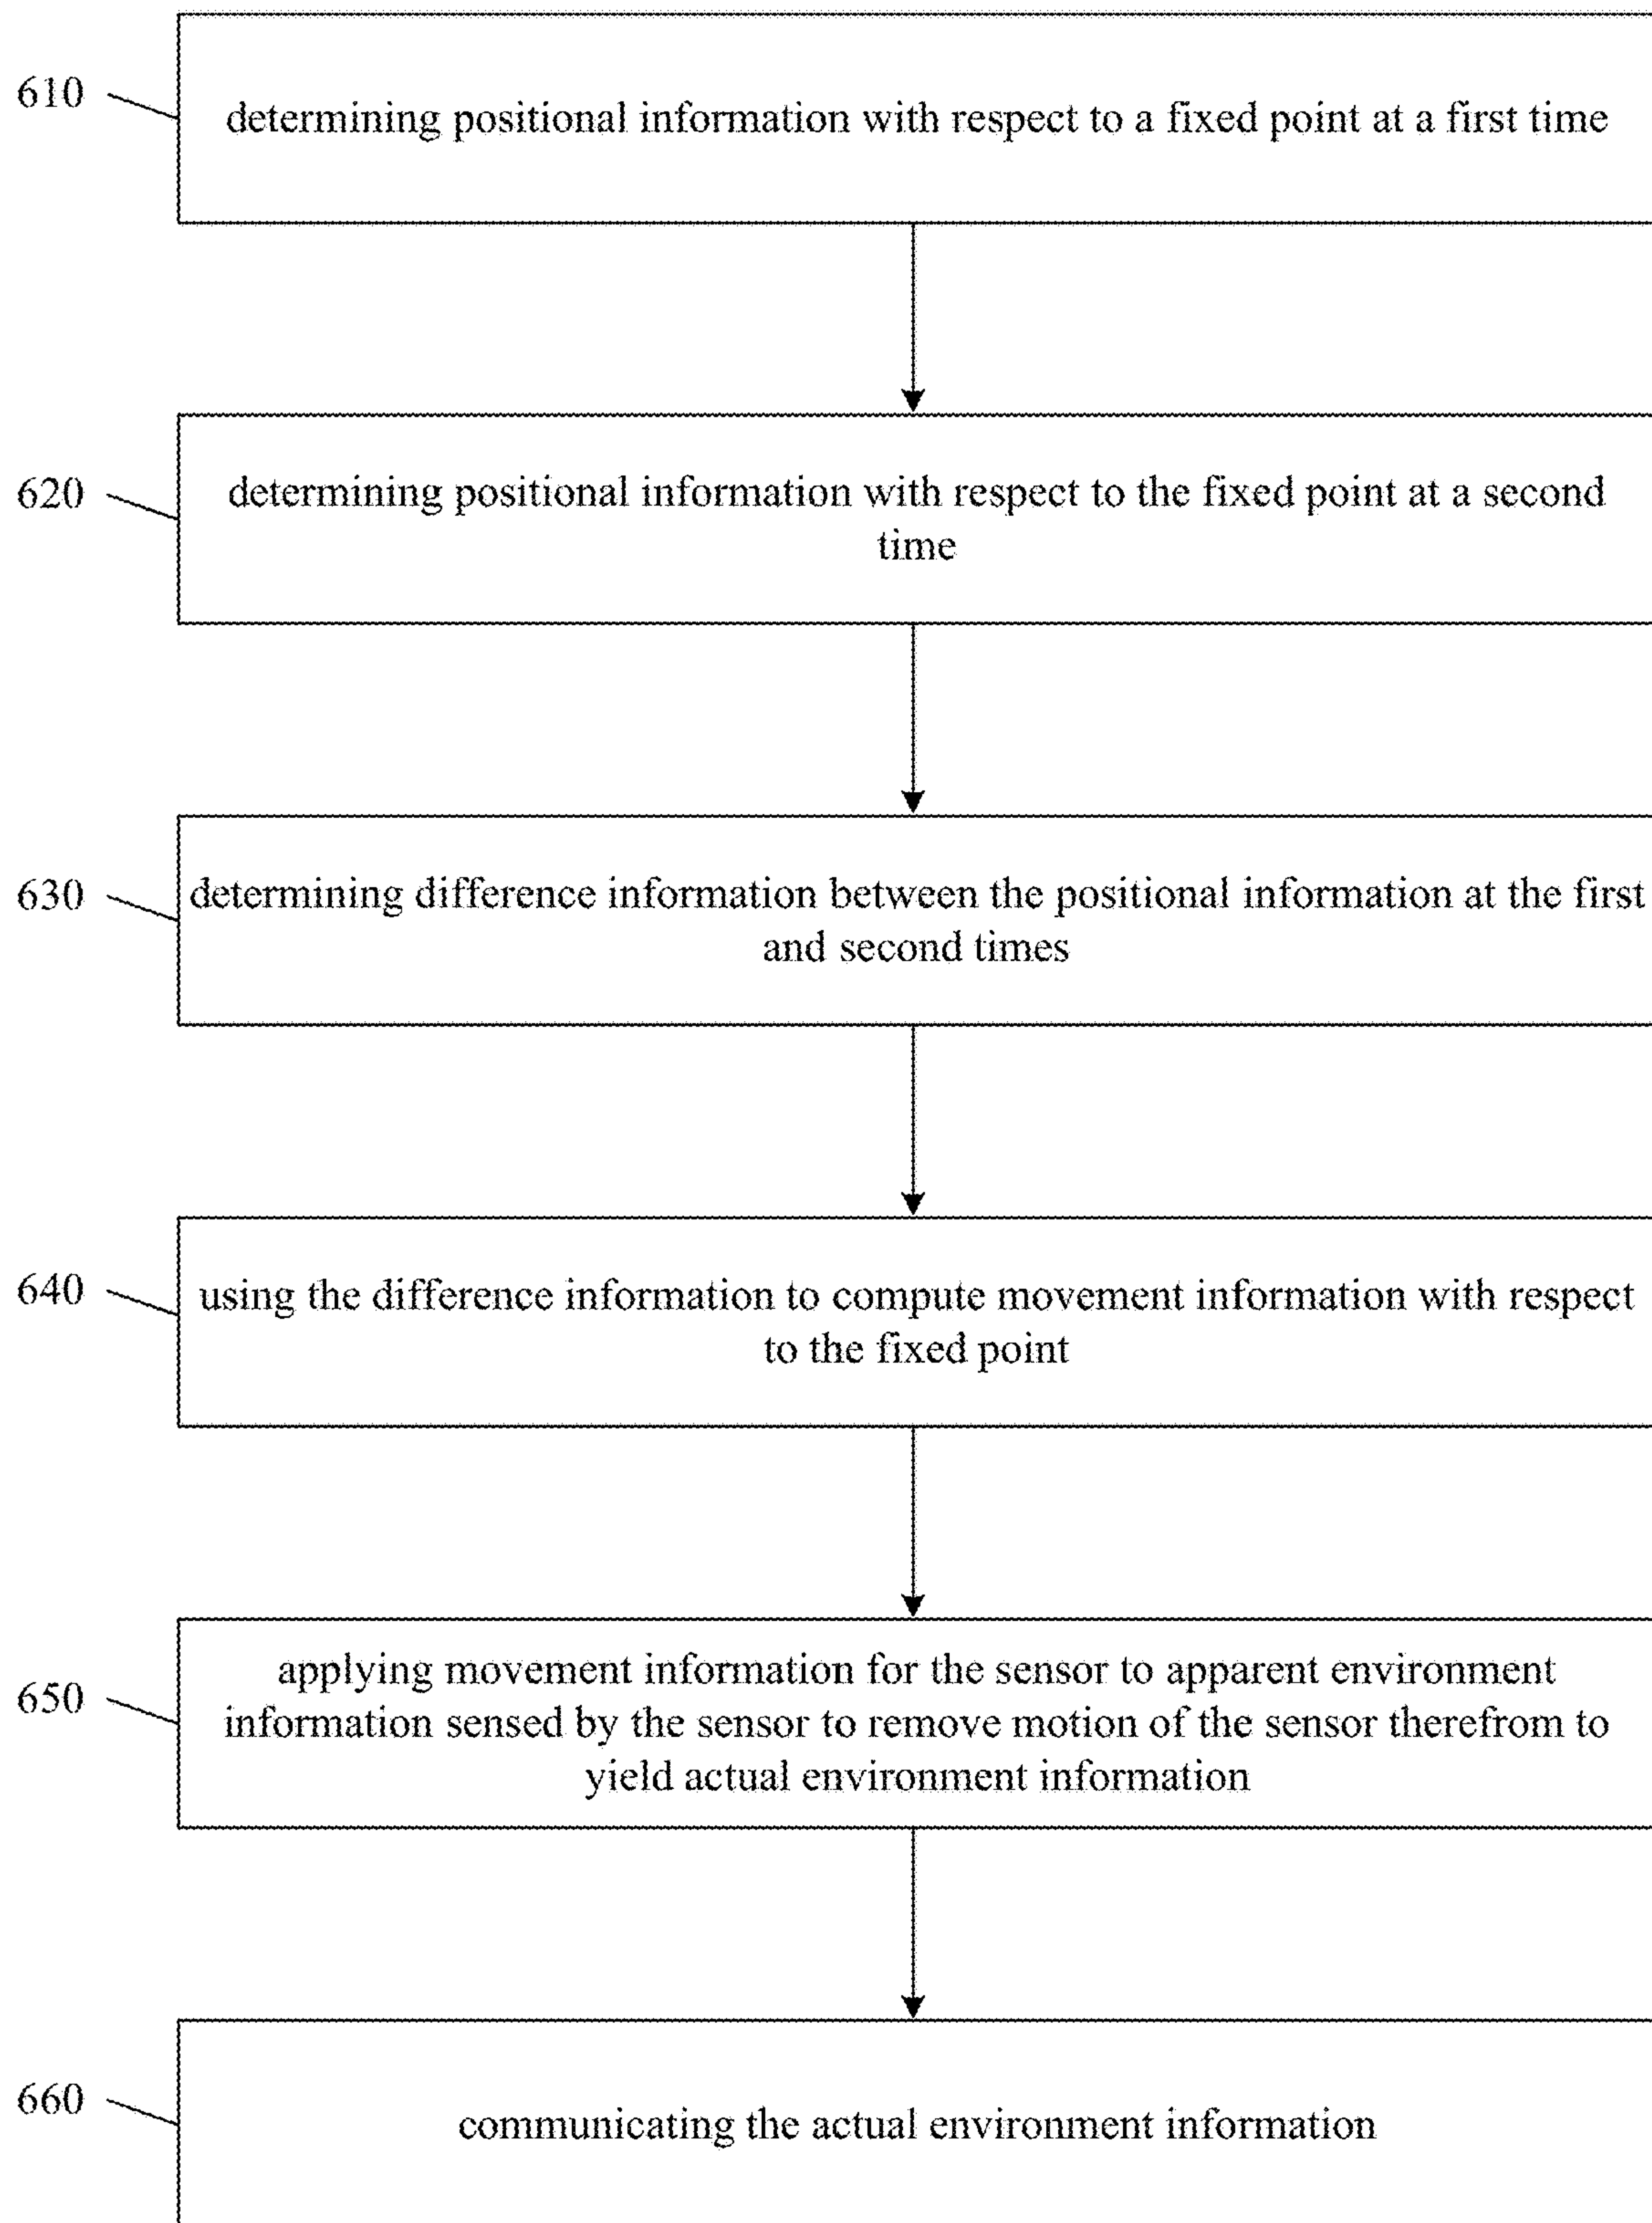 610
determining positional information with respect to a fixed point at a first time
620
determining positional information with respect to the fixed point at a second
time
630
determining difference information between the positional information at the first
and second times
640
using the difference information to compute movement information with respect
to the fixed point
650
applying movement information for the sensor to apparent environment
information sensed by the sensor to remove motion of the sensor therefrom to
yield actual environment information
660
communicating the actual environment information